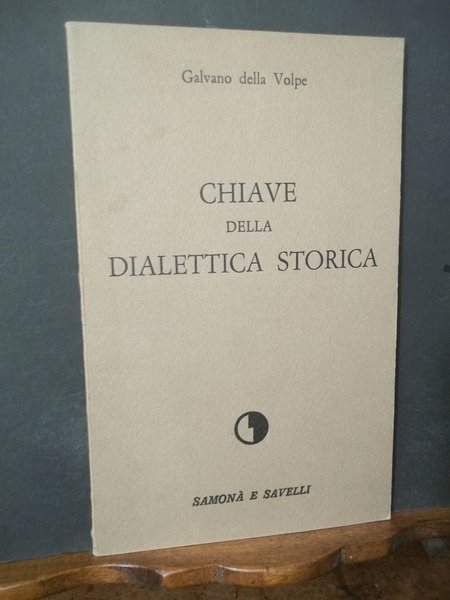 Galvano della Volpe
CHIAVE
DELLA
DIALETTICA STORICA
SAMONÀ E SAVELLI